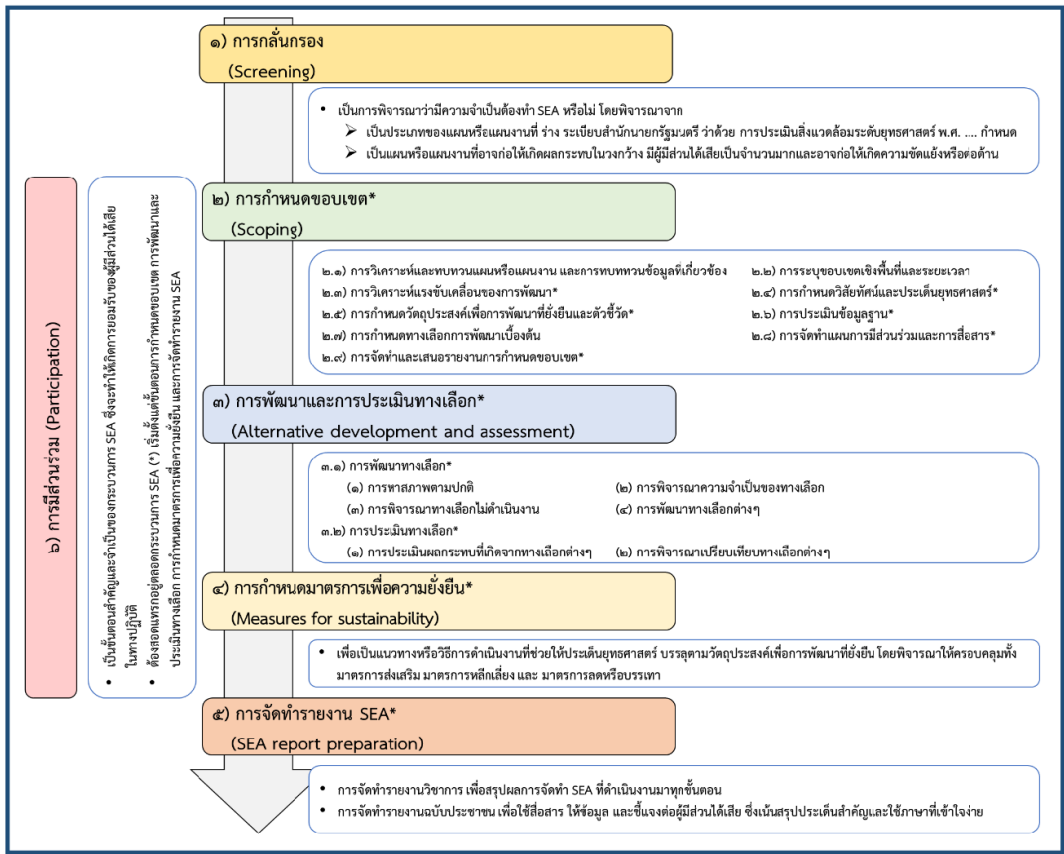 ๑) การกลั่นกรอง
(Screening)
• เป็นการพิจารณาว่ามีความจำเป็นต้องทำ SEA หรือไม่ โดยพิจารณาจาก
➢ เป็นประเภทของแผนหรือแผนงานที่ ร่าง ระเบียบสำนักนายกรัฐมนตรี ว่าด้วย การประเมินสิ่งแวดล้อมระดับยุทธศาสตร์ พ.ศ. .... กำหนด
➢ เป็นแผนหรือแผนงานที่อาจก่อให้เกิดผลกระทบในวงกว้าง มีผู้มีส่วนได้เสียเป็นจำนวนมากและอาจก่อให้เกิดความขัดแย้งหรือต่อต้าน
๖) การมีส่วนร่วม (Participation)
• เป็นขั้นตอนสำคัญและจำเป็นของกระบวนการ SEA ซึ่งจะทำให้เกิดการยอมรับของผู้มีส่วนได้เสีย
ในทางปฏิบัติ
• ต้องสอดแทรกอยู่ตลอดกระบวนการ SEA (*) เริ่มตั้งแต่ขั้นตอนการกำหนดขอบเขต การพัฒนาและ
ประเมินทางเลือก การกำหนดมาตรการเพื่อความยั่งยืน และการจัดทำรายงาน SEA
๒) การกำหนดขอบเขต*
(Scoping)
๒.๑) การวิเคราะห์และทบทวนแผนหรือแผนงาน และการทบททวนข้อมูลที่เกี่ยวข้อง ๒.๒) การระบุขอบเขตเชิงพื้นที่และระยะเวลา
๒.๓) การวิเคราะห์แรงขับเคลื่อนของการพัฒนา* ๒.๔) การกำหนดวิสัยทัศน์และประเด็นยุทธศาสตร์*
๒.๕) การกำหนดวัตถุประสงค์เพื่อการพัฒนาที่ยั่งยืนและตัวชี้วัด* ๒.๖) การประเมินข้อมูลฐาน*
๒.๗) การกำหนดทางเลือกการพัฒนาเบื้องต้น ๒.๘) การจัดทำแผนการมีส่วนร่วมและการสื่อสาร*
๒.๙) การจัดทำและเสนอรายงานการกำหนดขอบเขต*
๓) การพัฒนาและการประเมินทางเลือก*
(Alternative development and assessment)
๓.๑) การพัฒนาทางเลือก*
(๑) การหาสภาพตามปกติ (๒) การพิจารณาความจำเป็นของทางเลือก
(๓) การพิจารณาทางเลือกไม่ดำเนินงาน (๔) การพัฒนาทางเลือกต่างๆ
๓.๒) การประเมินทางเลือก*
(๑) การประเมินผลกระทบที่เกิดจากทางเลือกต่างๆ (๒) การพิจารณาเปรียบเทียบทางเลือกต่างๆ
๔) การกำหนดมาตรการเพื่อความยั่งยืน*
(Measures for sustainability)
• เพื่อเป็นแนวทางหรือวิธีการดำเนินงานที่ช่วยให้ประเด็นยุทธศาสตร์ บรรลุตามวัตถุประสงค์เพื่อการพัฒนาที่ยั่งยืน โดยพิจารณาให้ครอบคลุมทั้ง
มาตรการส่งเสริม มาตรการหลีกเลี่ยง และ มาตรการลดหรือบรรเทา
๕) การจัดทำรายงาน SEA*
(SEA report preparation)
• การจัดทำรายงานวิชาการ เพื่อสรุปผลการจัดทำ SEA ที่ดำเนินงานมาทุกขั้นตอน
• การจัดทำรายงานฉบับประชาชน เพื่อใช้สื่อสาร ให้ข้อมูล และชี้แจงต่อผู้มีส่วนได้เสีย ซึ่งเน้นสรุปประเด็นสำคัญและใช้ภาษาที่เข้าใจง่าย